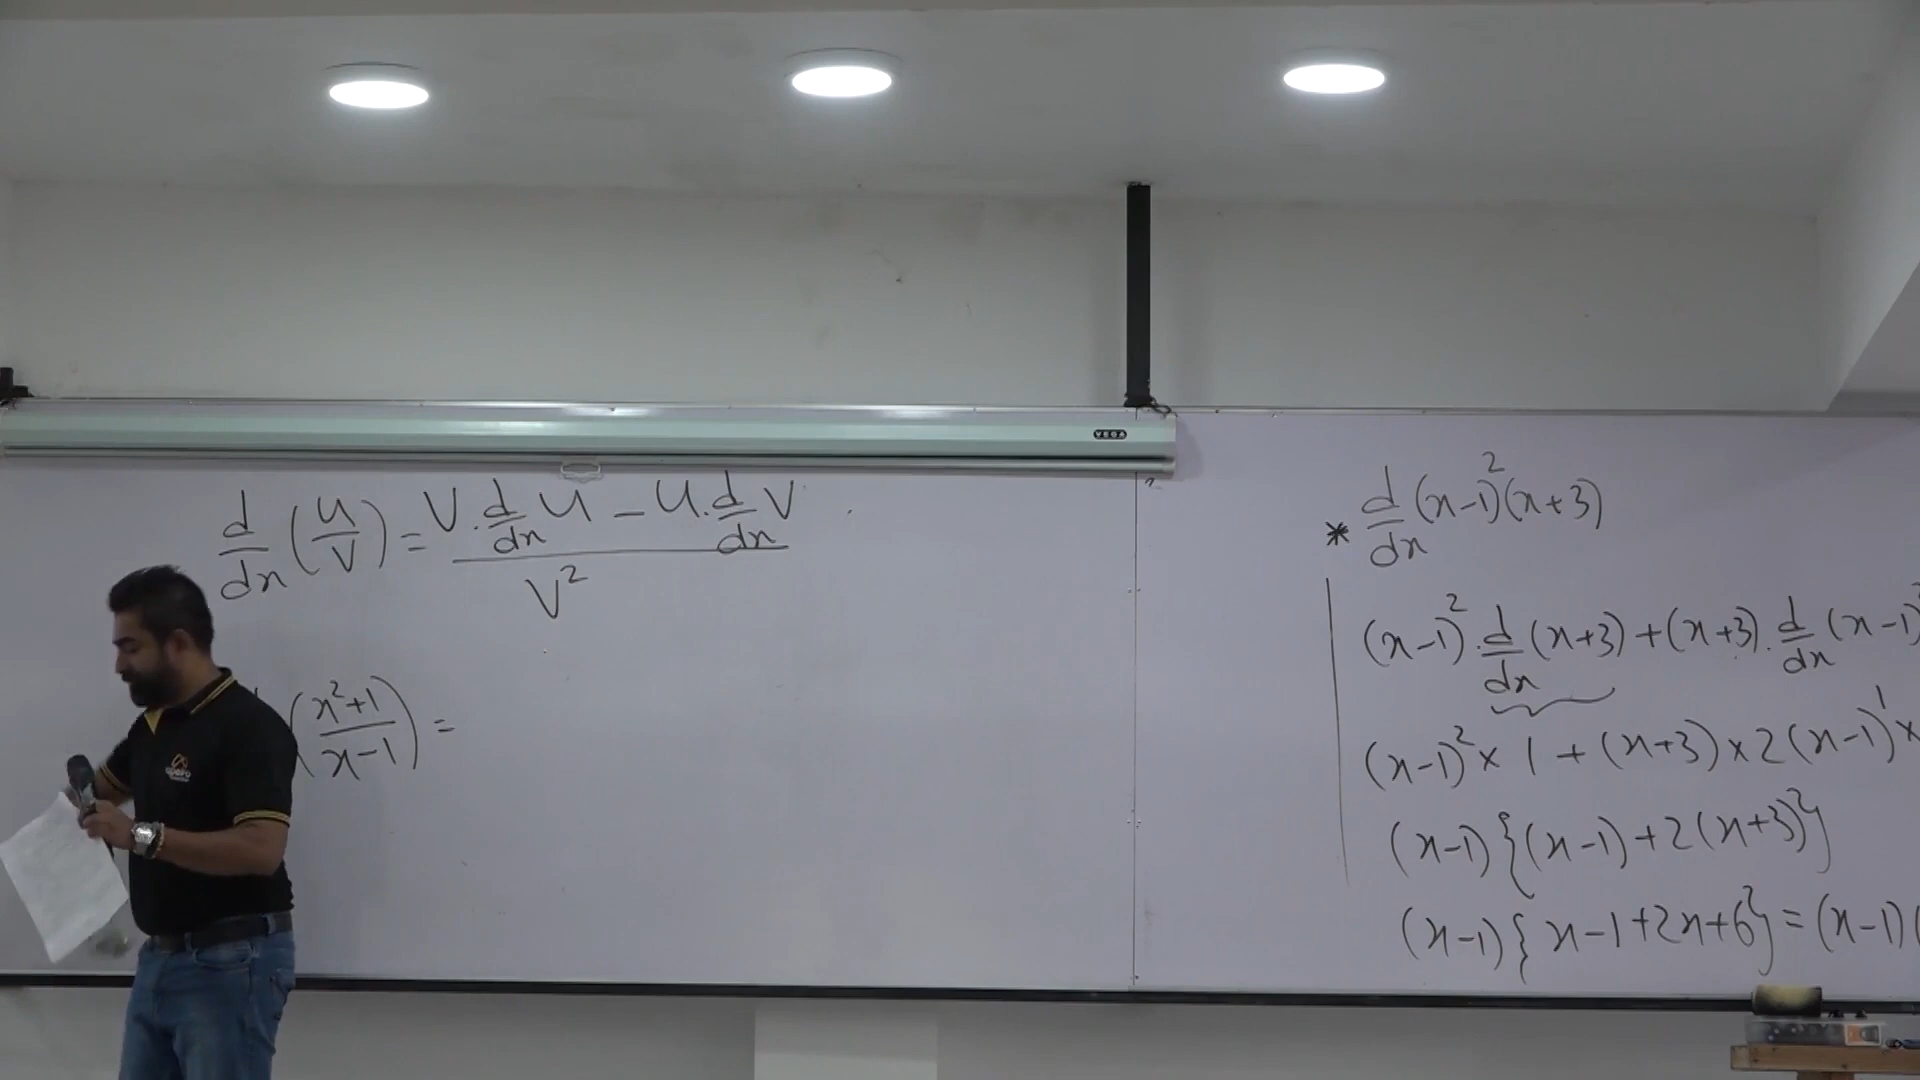 d/dx (u/v) = (v . d/dx u - u . d/dx v) / v²
(x²+1 / x-1) =
VEGA
* d/dx (x-1)²(x+3)
(x-1)² . d/dx (x+3) + (x+3) . d/dx (x-1)
(x-1)² × 1 + (x+3) × 2(x-1)¹ ×
(x-1) {(x-1) + 2(x+3)}
(x-1) { x-1+2x+6} = (x-1)(